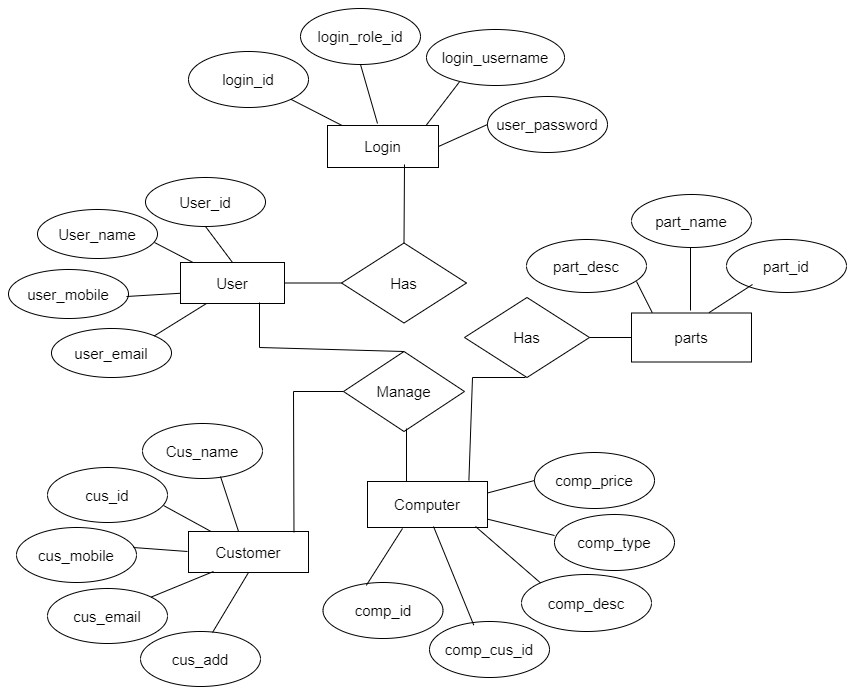 login_role_id
login_username
login_id
user_password
Login
User_id
part_name
User_name
part_desc
part_id
User
Has
user_mobile
Has
parts
user_email
Manage
Cus_name
comp_price
cus_id
Computer
comp_type
Customer
cus_mobile
comp_desc
comp_id
cus_email
comp_cus_id
cus_add